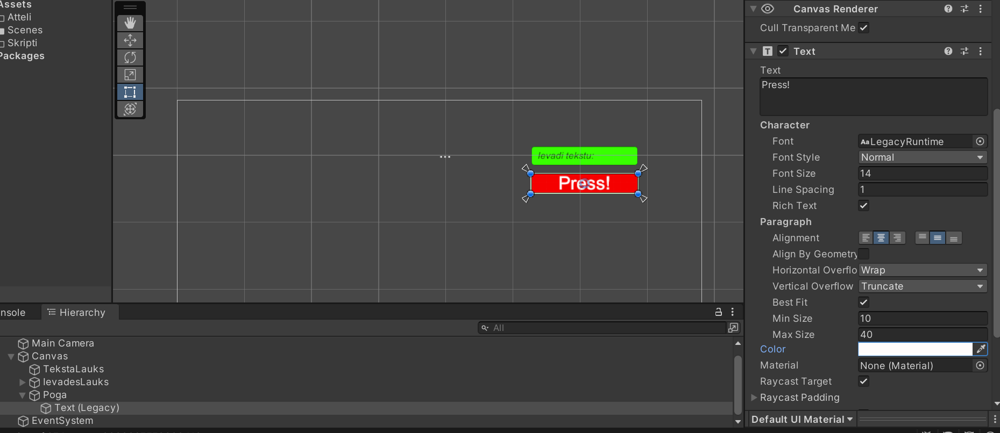 Assets
Atteli
Scenes
Skripti
Packages
...
Ievadi tekstu:
Press!
Canvas Renderer
Cull Transparent Me
T Text
Text
Press!
Character
Font
Aa LegacyRuntime
Font Style
Normal
Font Size
14
Line Spacing
1
Rich Text
Paragraph
Alignment
Align By Geometry
Horizontal Overflo
Wrap
Vertical Overflow
Truncate
Best Fit
Min Size
10
Max Size
40
Color
Material
None (Material)
Raycast Target
Raycast Padding
Default UI Material
nsole
Hierarchy
All
Main Camera
Canvas
TekstaLauks
IevadesLauks
Poga
Text (Legacy)
EventSystem